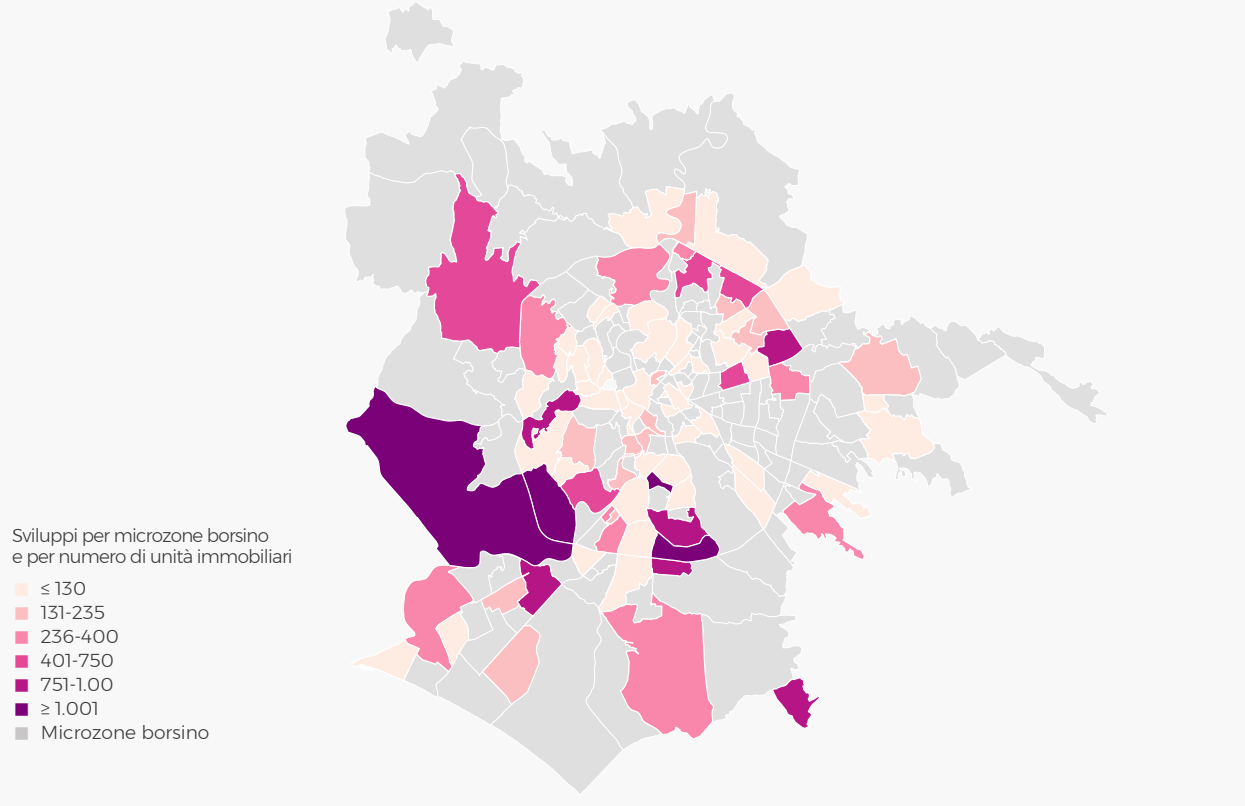 Sviluppi per microzone borsino
e per numero di unità immobiliari
≤ 130
131-235
236-400
401-750
751-1.00
≥ 1.001
Microzone borsino